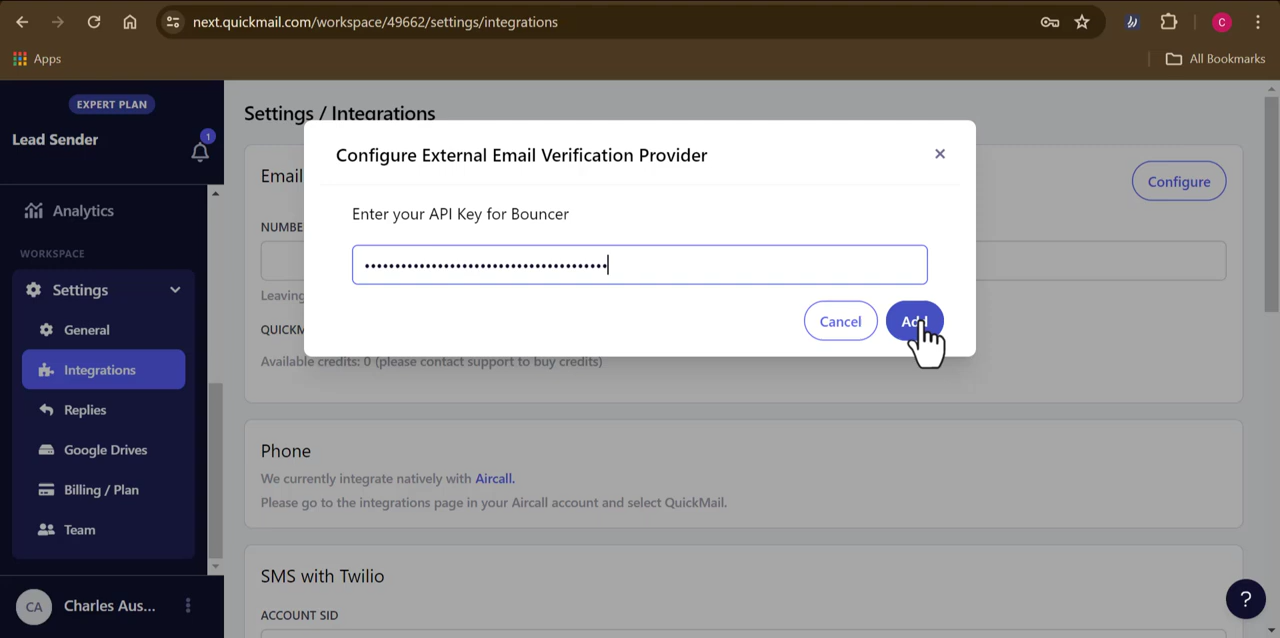 next.quickmail.com/workspace/49662/settings/integrations
C
Apps
All Bookmarks
EXPERT PLAN
Lead Sender
1
Analytics
WORKSPACE
Settings
General
Integrations
Replies
Google Drives
Billing / Plan
Team
CA
Charles Aus...
Settings / Integrations
Email
Configure
NUMBE
Leaving
QUICKM
Available credits: 0 (please contact support to buy credits)
Configure External Email Verification Provider
Enter your API Key for Bouncer
Cancel
Add
Phone
We currently integrate natively with Aircall.
Please go to the integrations page in your Aircall account and select QuickMail.
SMS with Twilio
ACCOUNT SID
?